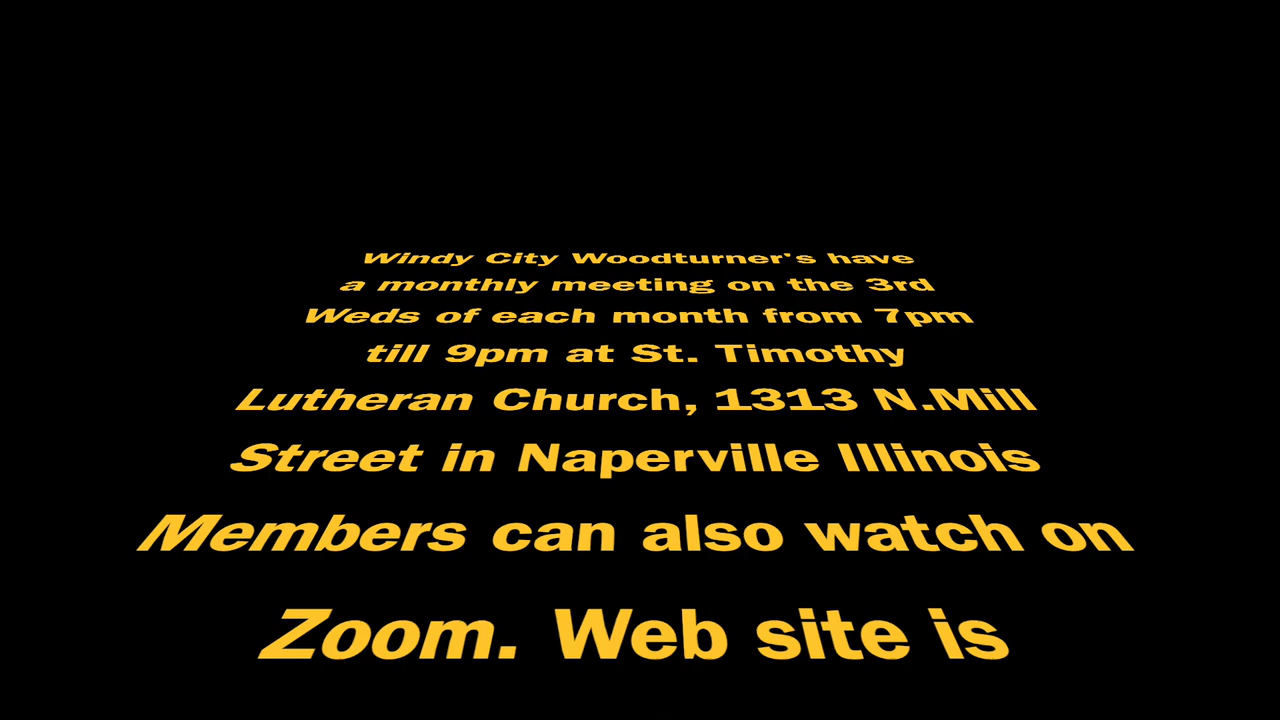 Windy City Woodturner's have
a monthly meeting on the 3rd
Weds of each month from 7pm
till 9pm at St. Timothy
Lutheran Church, 1313 N.Mill
Street in Naperville Illinois
Members can also watch on
Zoom. Web site is